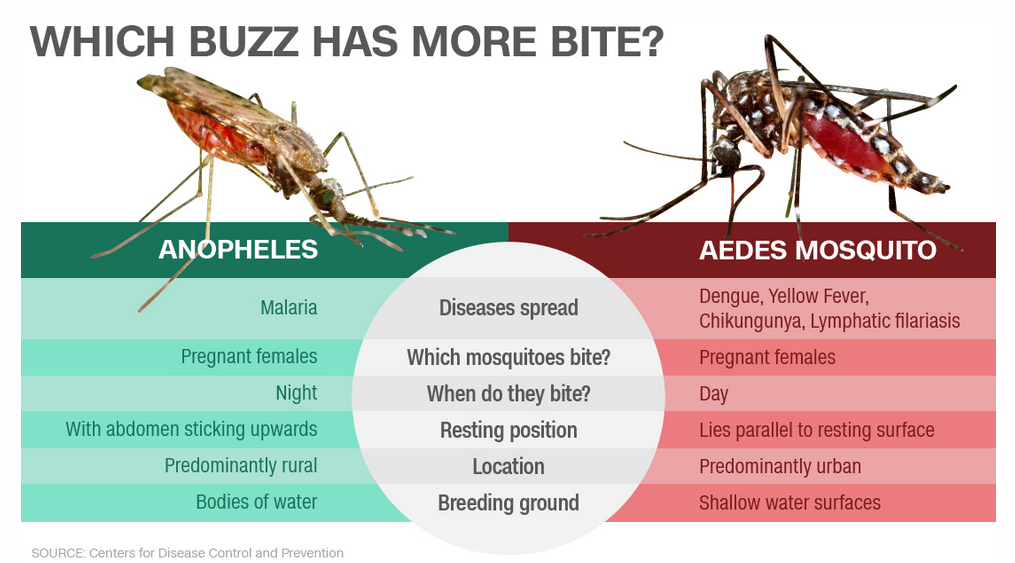 WHICH BUZZ HAS MORE BITE?
ANOPHELES
AEDES MOSQUITO
Malaria
Diseases spread
Dengue, Yellow Fever,
Chikungunya, Lymphatic filariasis
Pregnant females
Which mosquitoes bite?
Pregnant females
Night
When do they bite?
Day
With abdomen sticking upwards
Resting position
Lies parallel to resting surface
Predominantly rural
Location
Predominantly urban
Bodies of water
Breeding ground
Shallow water surfaces
SOURCE: Centers for Disease Control and Prevention